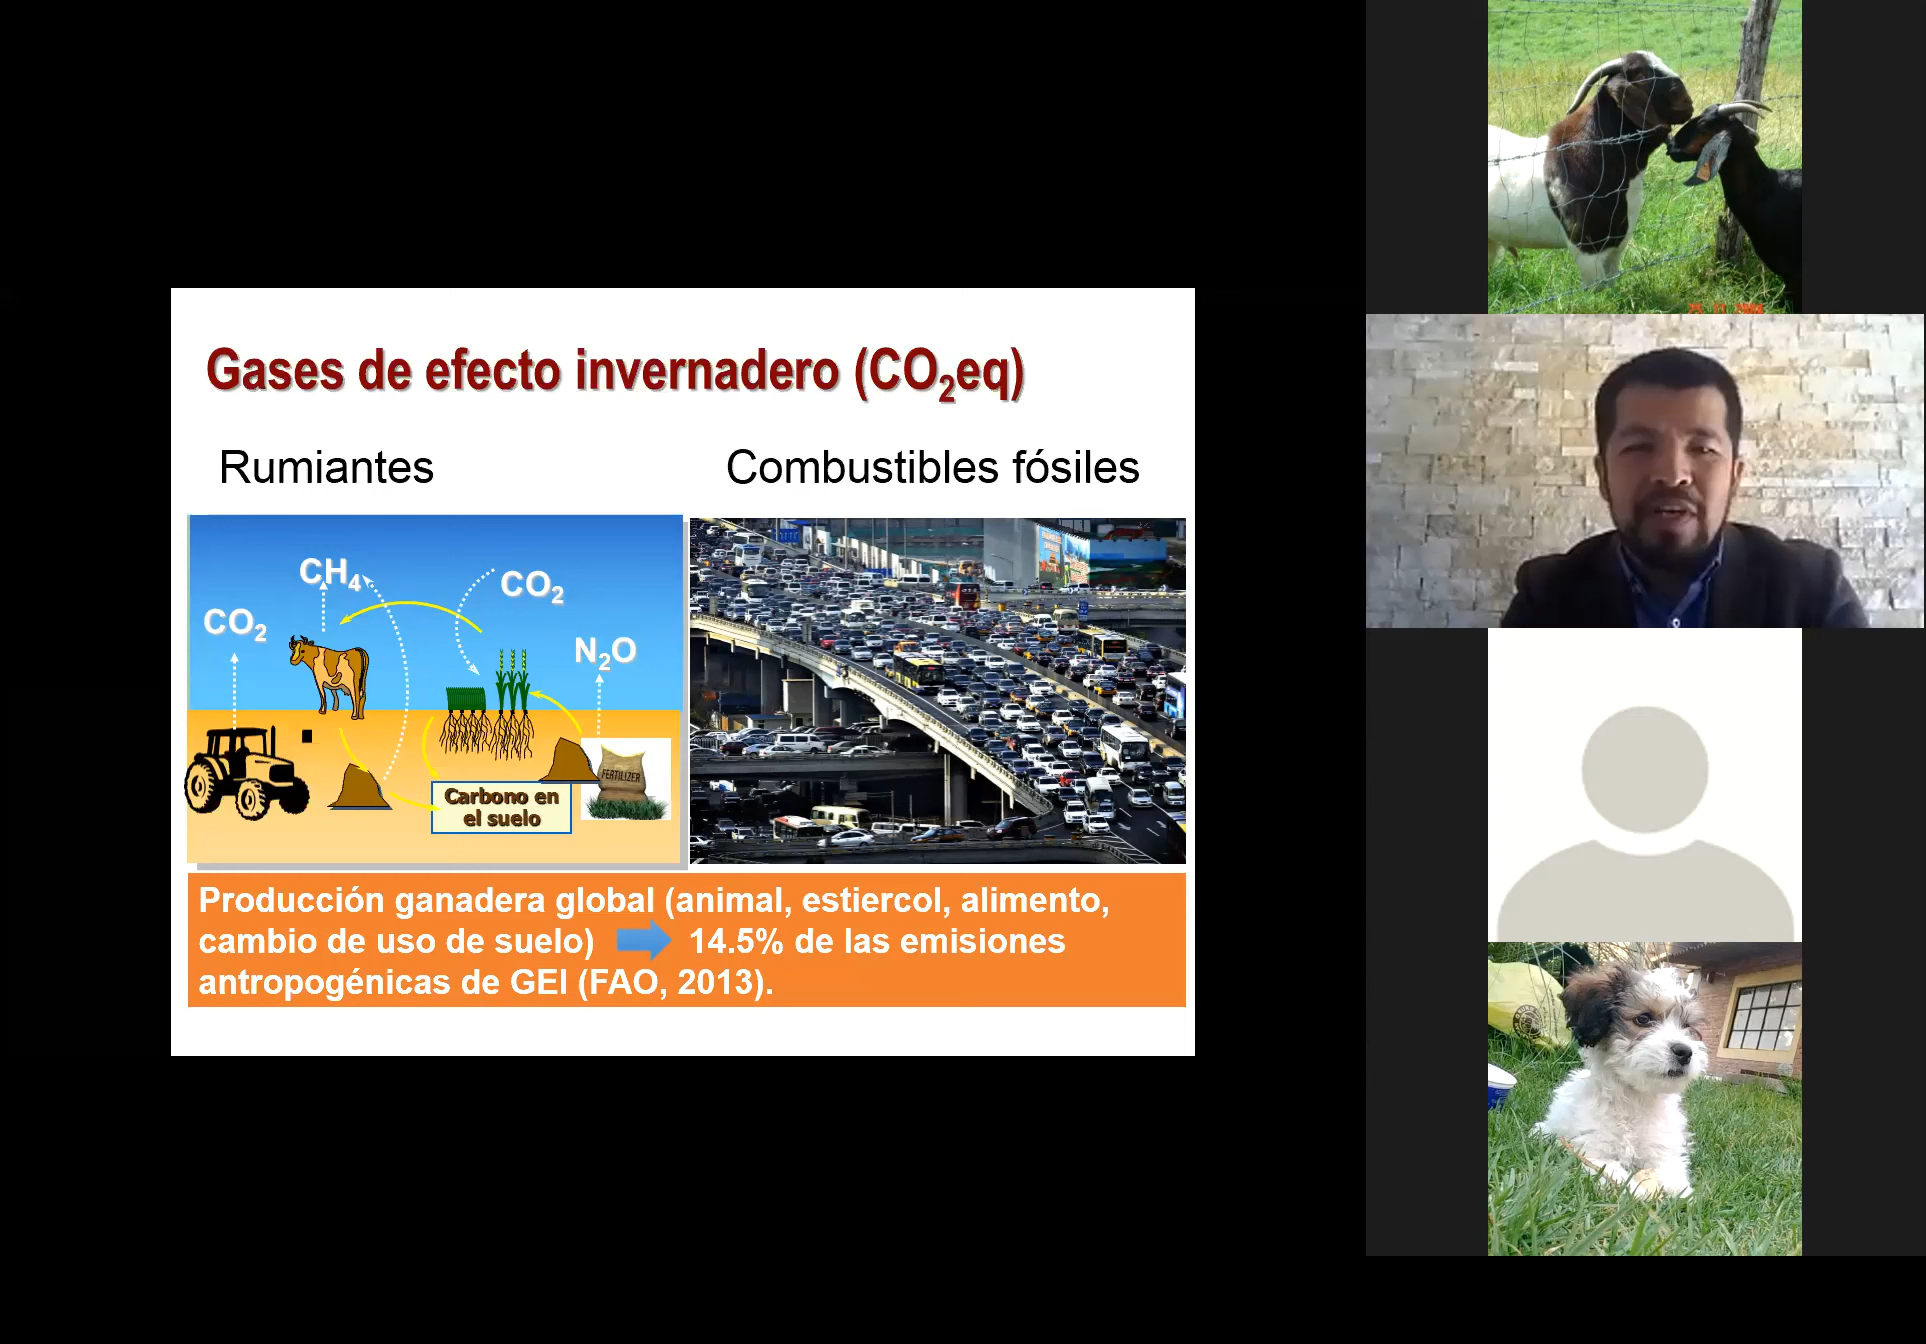 Gases de efecto invernadero (CO₂eq)
Rumiantes
Combustibles fósiles
CH₄
CO₂
CO₂
N₂O
FERTILIZER
Carbono en
el suelo
Producción ganadera global (animal, estiercol, alimento,
cambio de uso de suelo) 14.5% de las emisiones
antropogénicas de GEI (FAO, 2013).